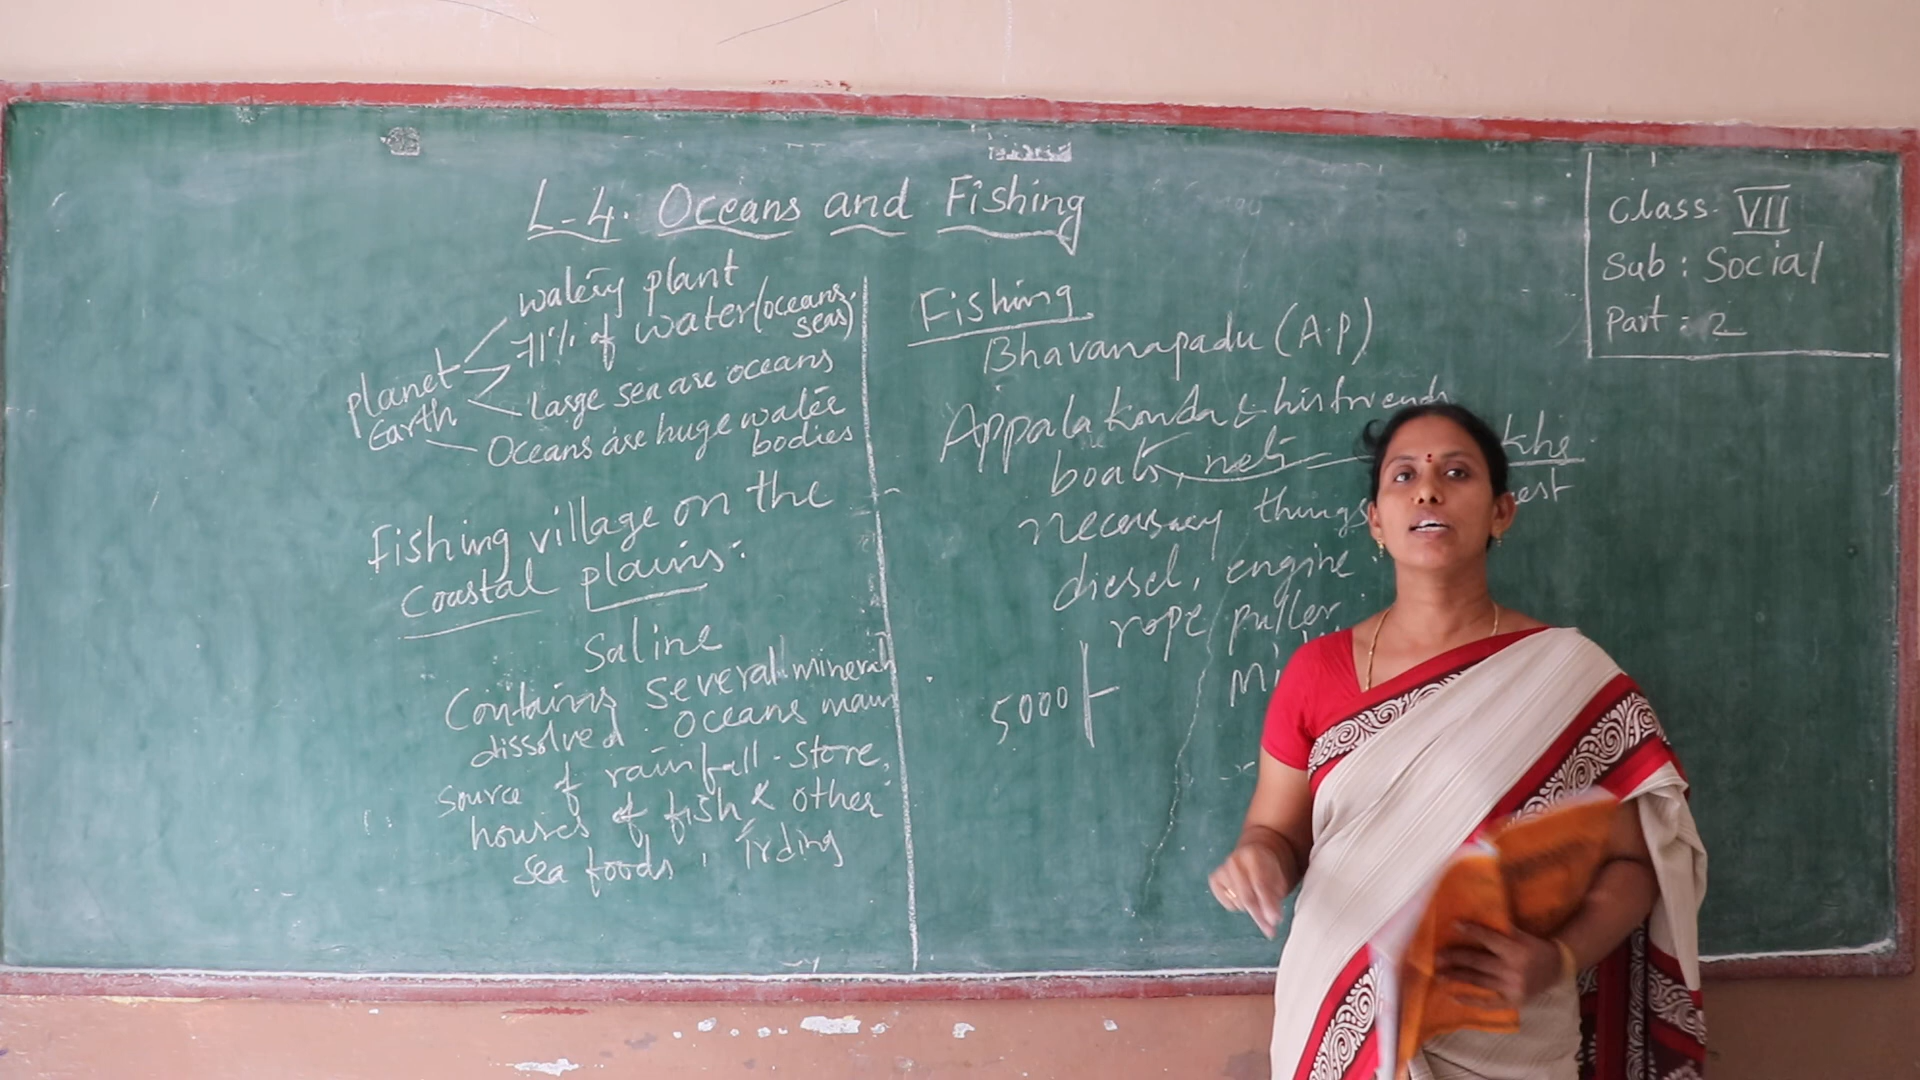 L-4. Oceans and Fishing
Class. VII
Sub : Social
Part : 2
watery plant
71% of water (oceans, seas)
planet Earth
Large sea are oceans
Oceans are huge water bodies
Fishing village on the
Coastal plains :
Saline
Contains several minerals
dissolved . oceans main
source of rainfall - store,
houses of fish & other
sea foods ,
Fishing
Bhavanapadu (A.P)
Appalakonda & his friends
boats, nets
khs
necessary things
diesel, engine
rope puller
5000/-